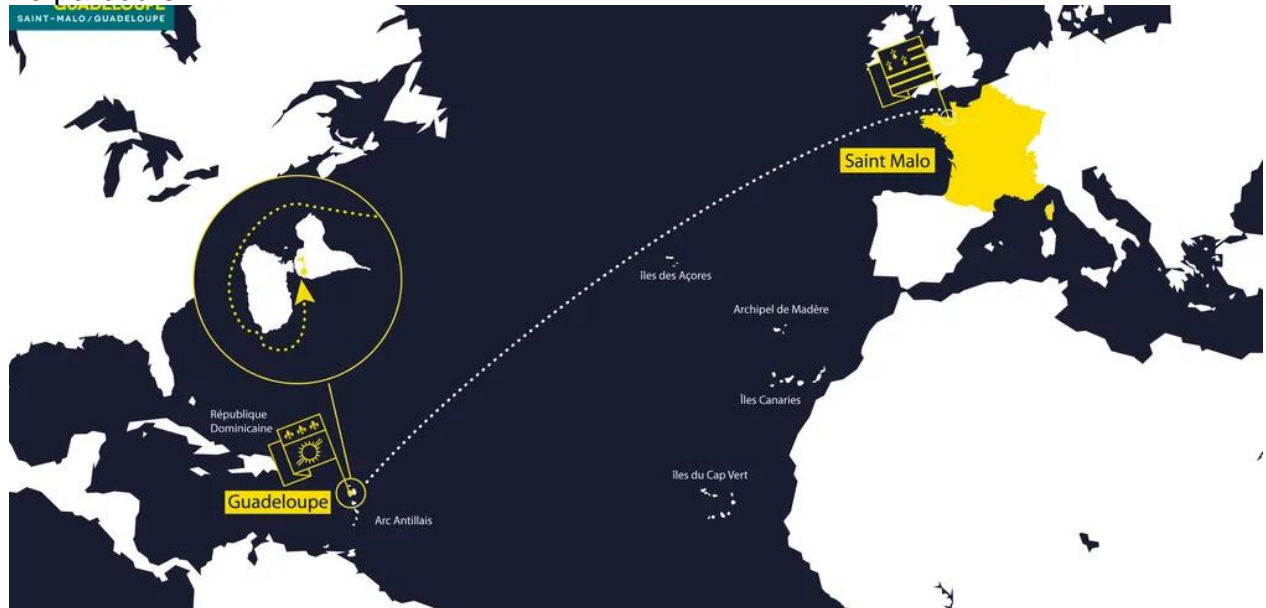 GUADELOUPE
SAINT-MALO/GUADELOUPE
Saint Malo
îles des Açores
Archipel de Madère
Îles Canaries
République
Dominicaine
îles du Cap Vert
Guadeloupe
Arc Antillais